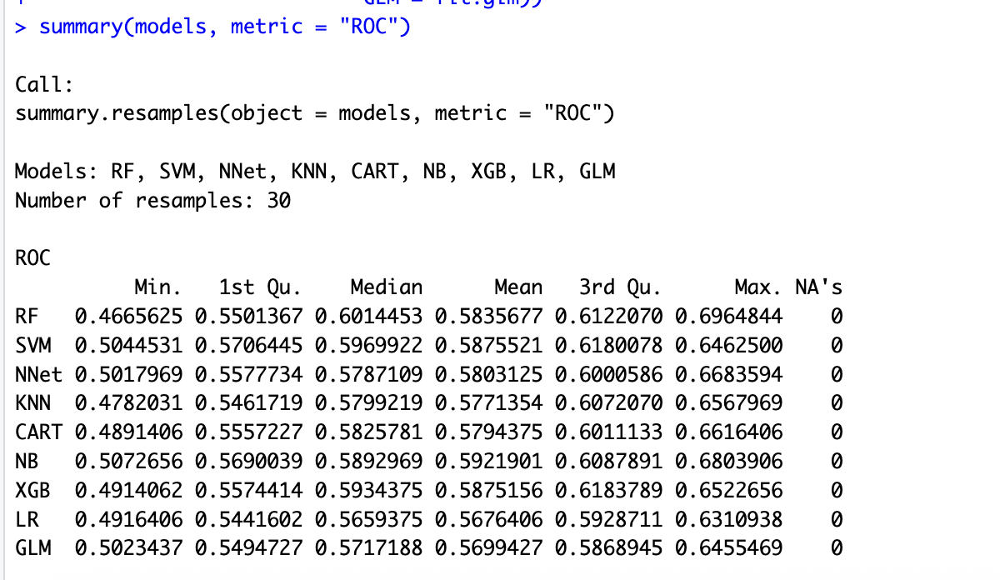 GLM = fit.glm))
> summary(models, metric = "ROC")
Call:
summary.resamples(object = models, metric = "ROC")
Models: RF, SVM, NNet, KNN, CART, NB, XGB, LR, GLM
Number of resamples: 30
ROC
Min. 1st Qu. Median Mean 3rd Qu. Max. NA's
RF 0.4665625 0.5501367 0.6014453 0.5835677 0.6122070 0.6964844 0
SVM 0.5044531 0.5706445 0.5969922 0.5875521 0.6180078 0.6462500 0
NNet 0.5017969 0.5577734 0.5787109 0.5803125 0.6000586 0.6683594 0
KNN 0.4782031 0.5461719 0.5799219 0.5771354 0.6072070 0.6567969 0
CART 0.4891406 0.5557227 0.5825781 0.5794375 0.6011133 0.6616406 0
NB 0.5072656 0.5690039 0.5892969 0.5921901 0.6087891 0.6803906 0
XGB 0.4914062 0.5574414 0.5934375 0.5875156 0.6183789 0.6522656 0
LR 0.4916406 0.5441602 0.5659375 0.5676406 0.5928711 0.6310938 0
GLM 0.5023437 0.5494727 0.5717188 0.5699427 0.5868945 0.6455469 0